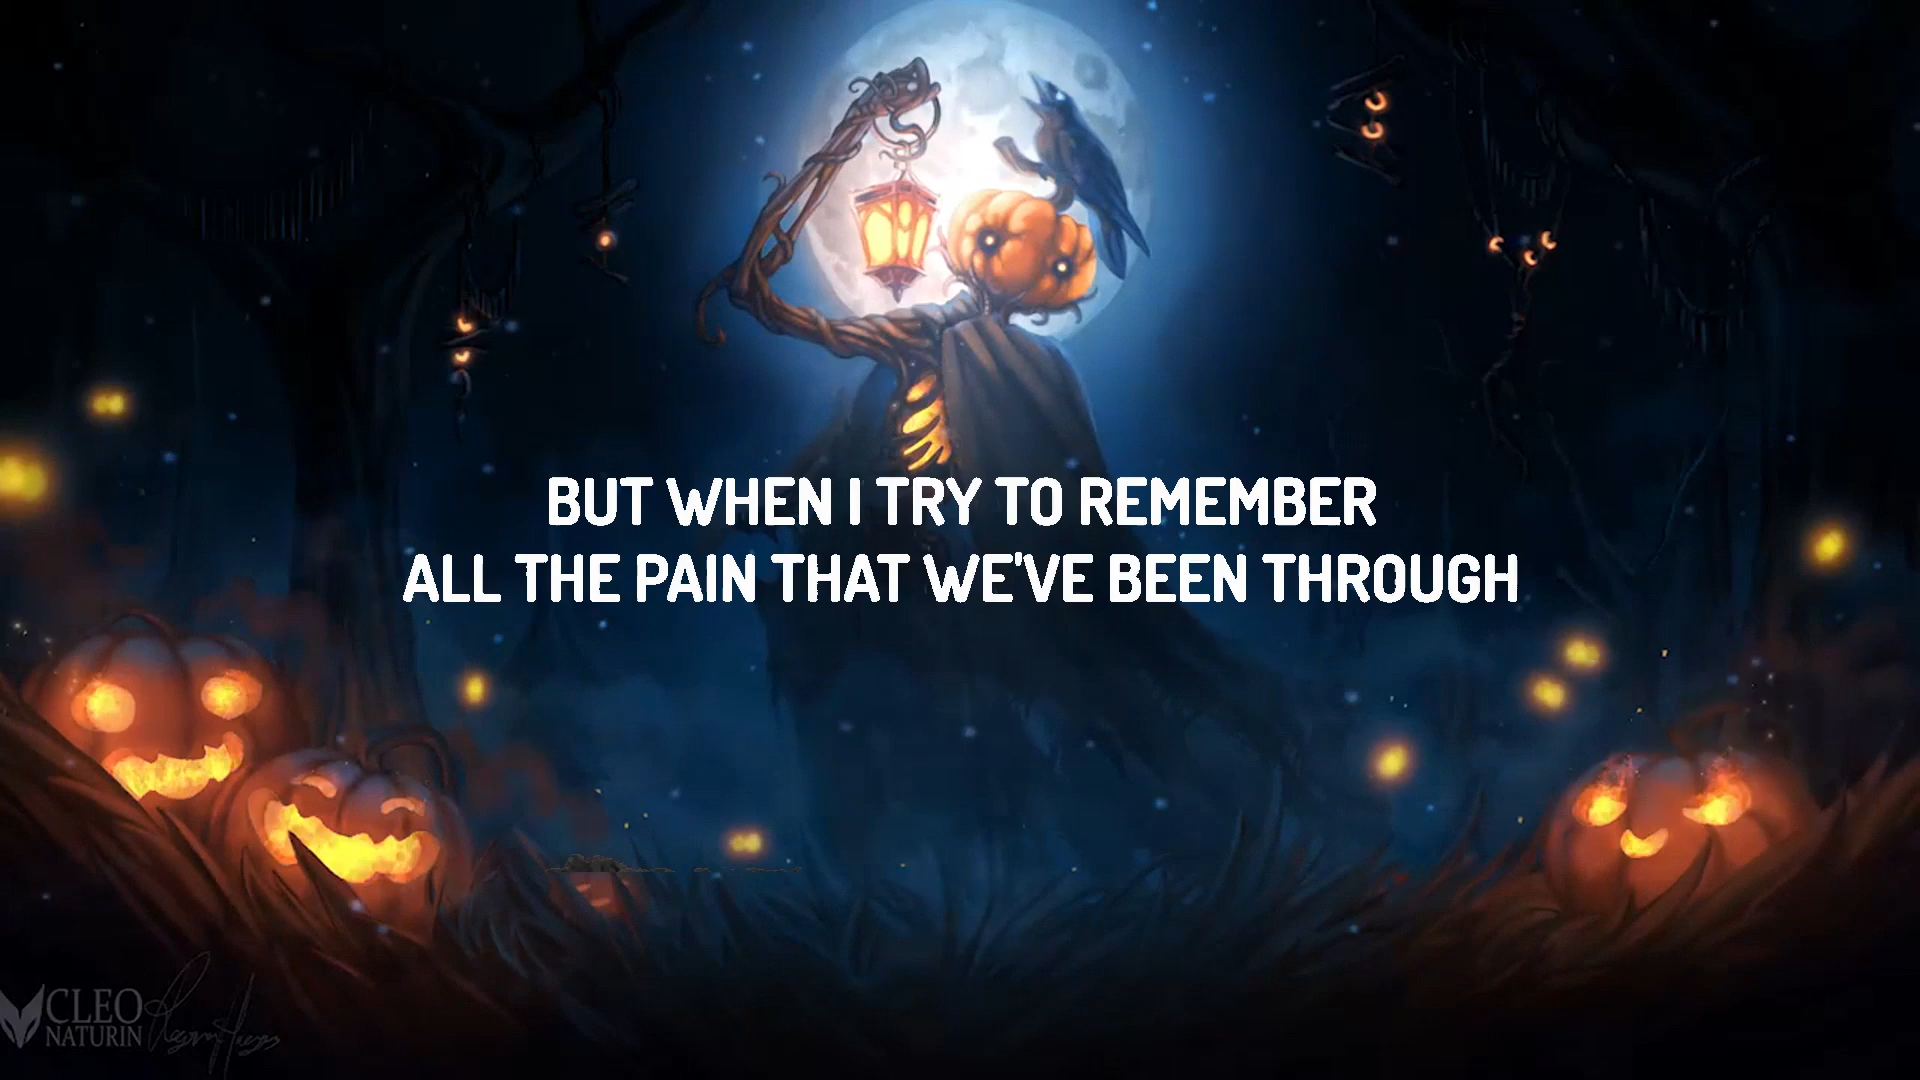 BUT WHEN I TRY TO REMEMBER
ALL THE PAIN THAT WE'VE BEEN THROUGH
CLEO
NATURIN